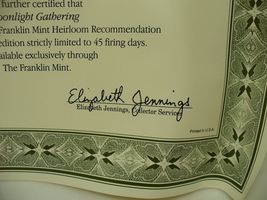 further certified that
oonlight Gathering
Franklin Mint Heirloom Recommendation
edition strictly limited to 45 firing days.
ailable exclusively through
The Franklin Mint.
Elizabeth Jennings
Elizabeth Jennings, Collector Services
Printed in U.S.A.